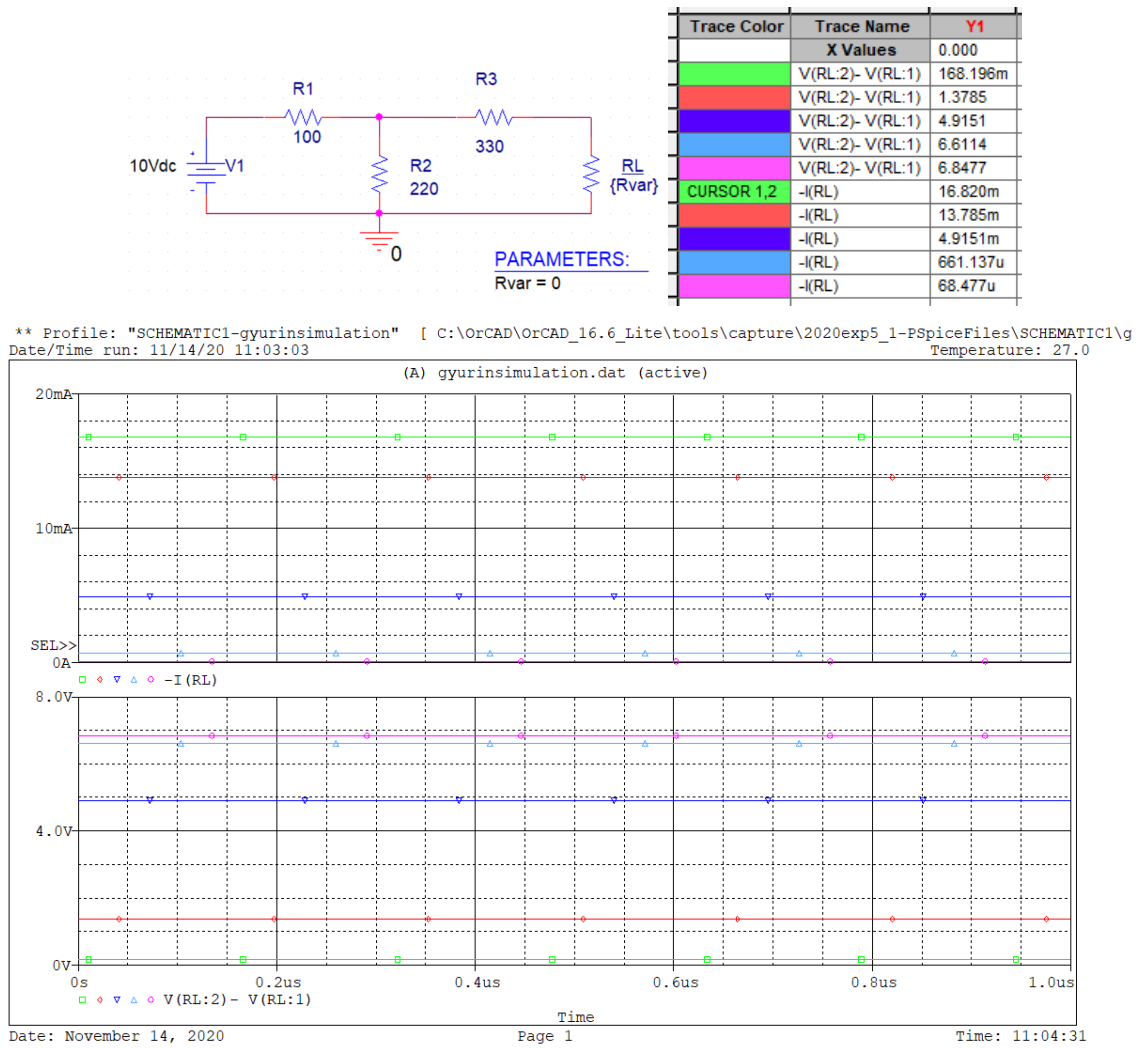 R1
100
R3
330
10Vdc
+
-
V1
R2
220
RL
{Rvar}
0
PARAMETERS:
Rvar = 0
Trace Color Trace Name Y1
X Values 0.000
V(RL:2)- V(RL:1) 168.196m
V(RL:2)- V(RL:1) 1.3785
V(RL:2)- V(RL:1) 4.9151
V(RL:2)- V(RL:1) 6.6114
V(RL:2)- V(RL:1) 6.8477
CURSOR 1,2 -I(RL) 16.820m
-I(RL) 13.785m
-I(RL) 4.9151m
-I(RL) 661.137u
-I(RL) 68.477u
** Profile: "SCHEMATIC1-gyurinsimulation" [ C:\OrCAD\OrCAD_16.6_Lite\tools\capture\2020exp5_1-PSpiceFiles\SCHEMATIC1\g
Date/Time run: 11/14/20 11:03:03 Temperature: 27.0
(A) gyurinsimulation.dat (active)
20mA
10mA
SEL>>
0A
-I(RL)
8.0V
4.0V
0V
0s 0.2us 0.4us 0.6us 0.8us 1.0us
V(RL:2)- V(RL:1)
Time
Date: November 14, 2020 Page 1 Time: 11:04:31